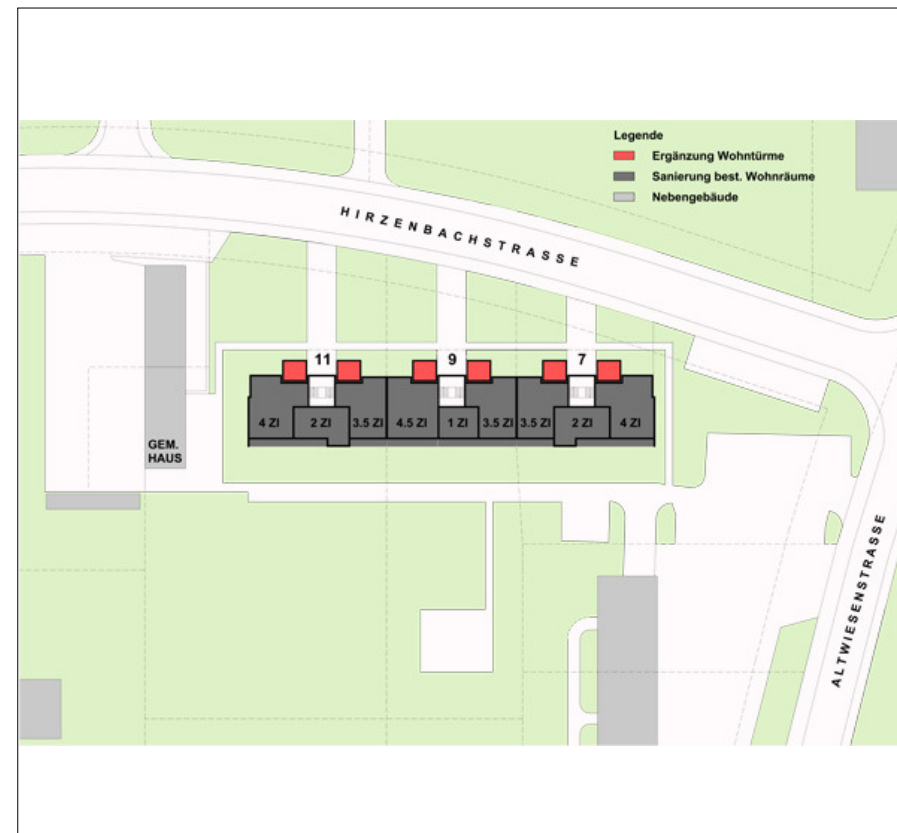 Legende
Ergänzung Wohntürme
Sanierung best. Wohnräume
Nebengebäude
HIRZENBACHSTRASSE
11 9 7
4 ZI 2 ZI 3.5 ZI 4.5 ZI 1 ZI 3.5 ZI 3.5 ZI 2 ZI 4 ZI
GEM.
HAUS
ALTWIESENSTRASSE